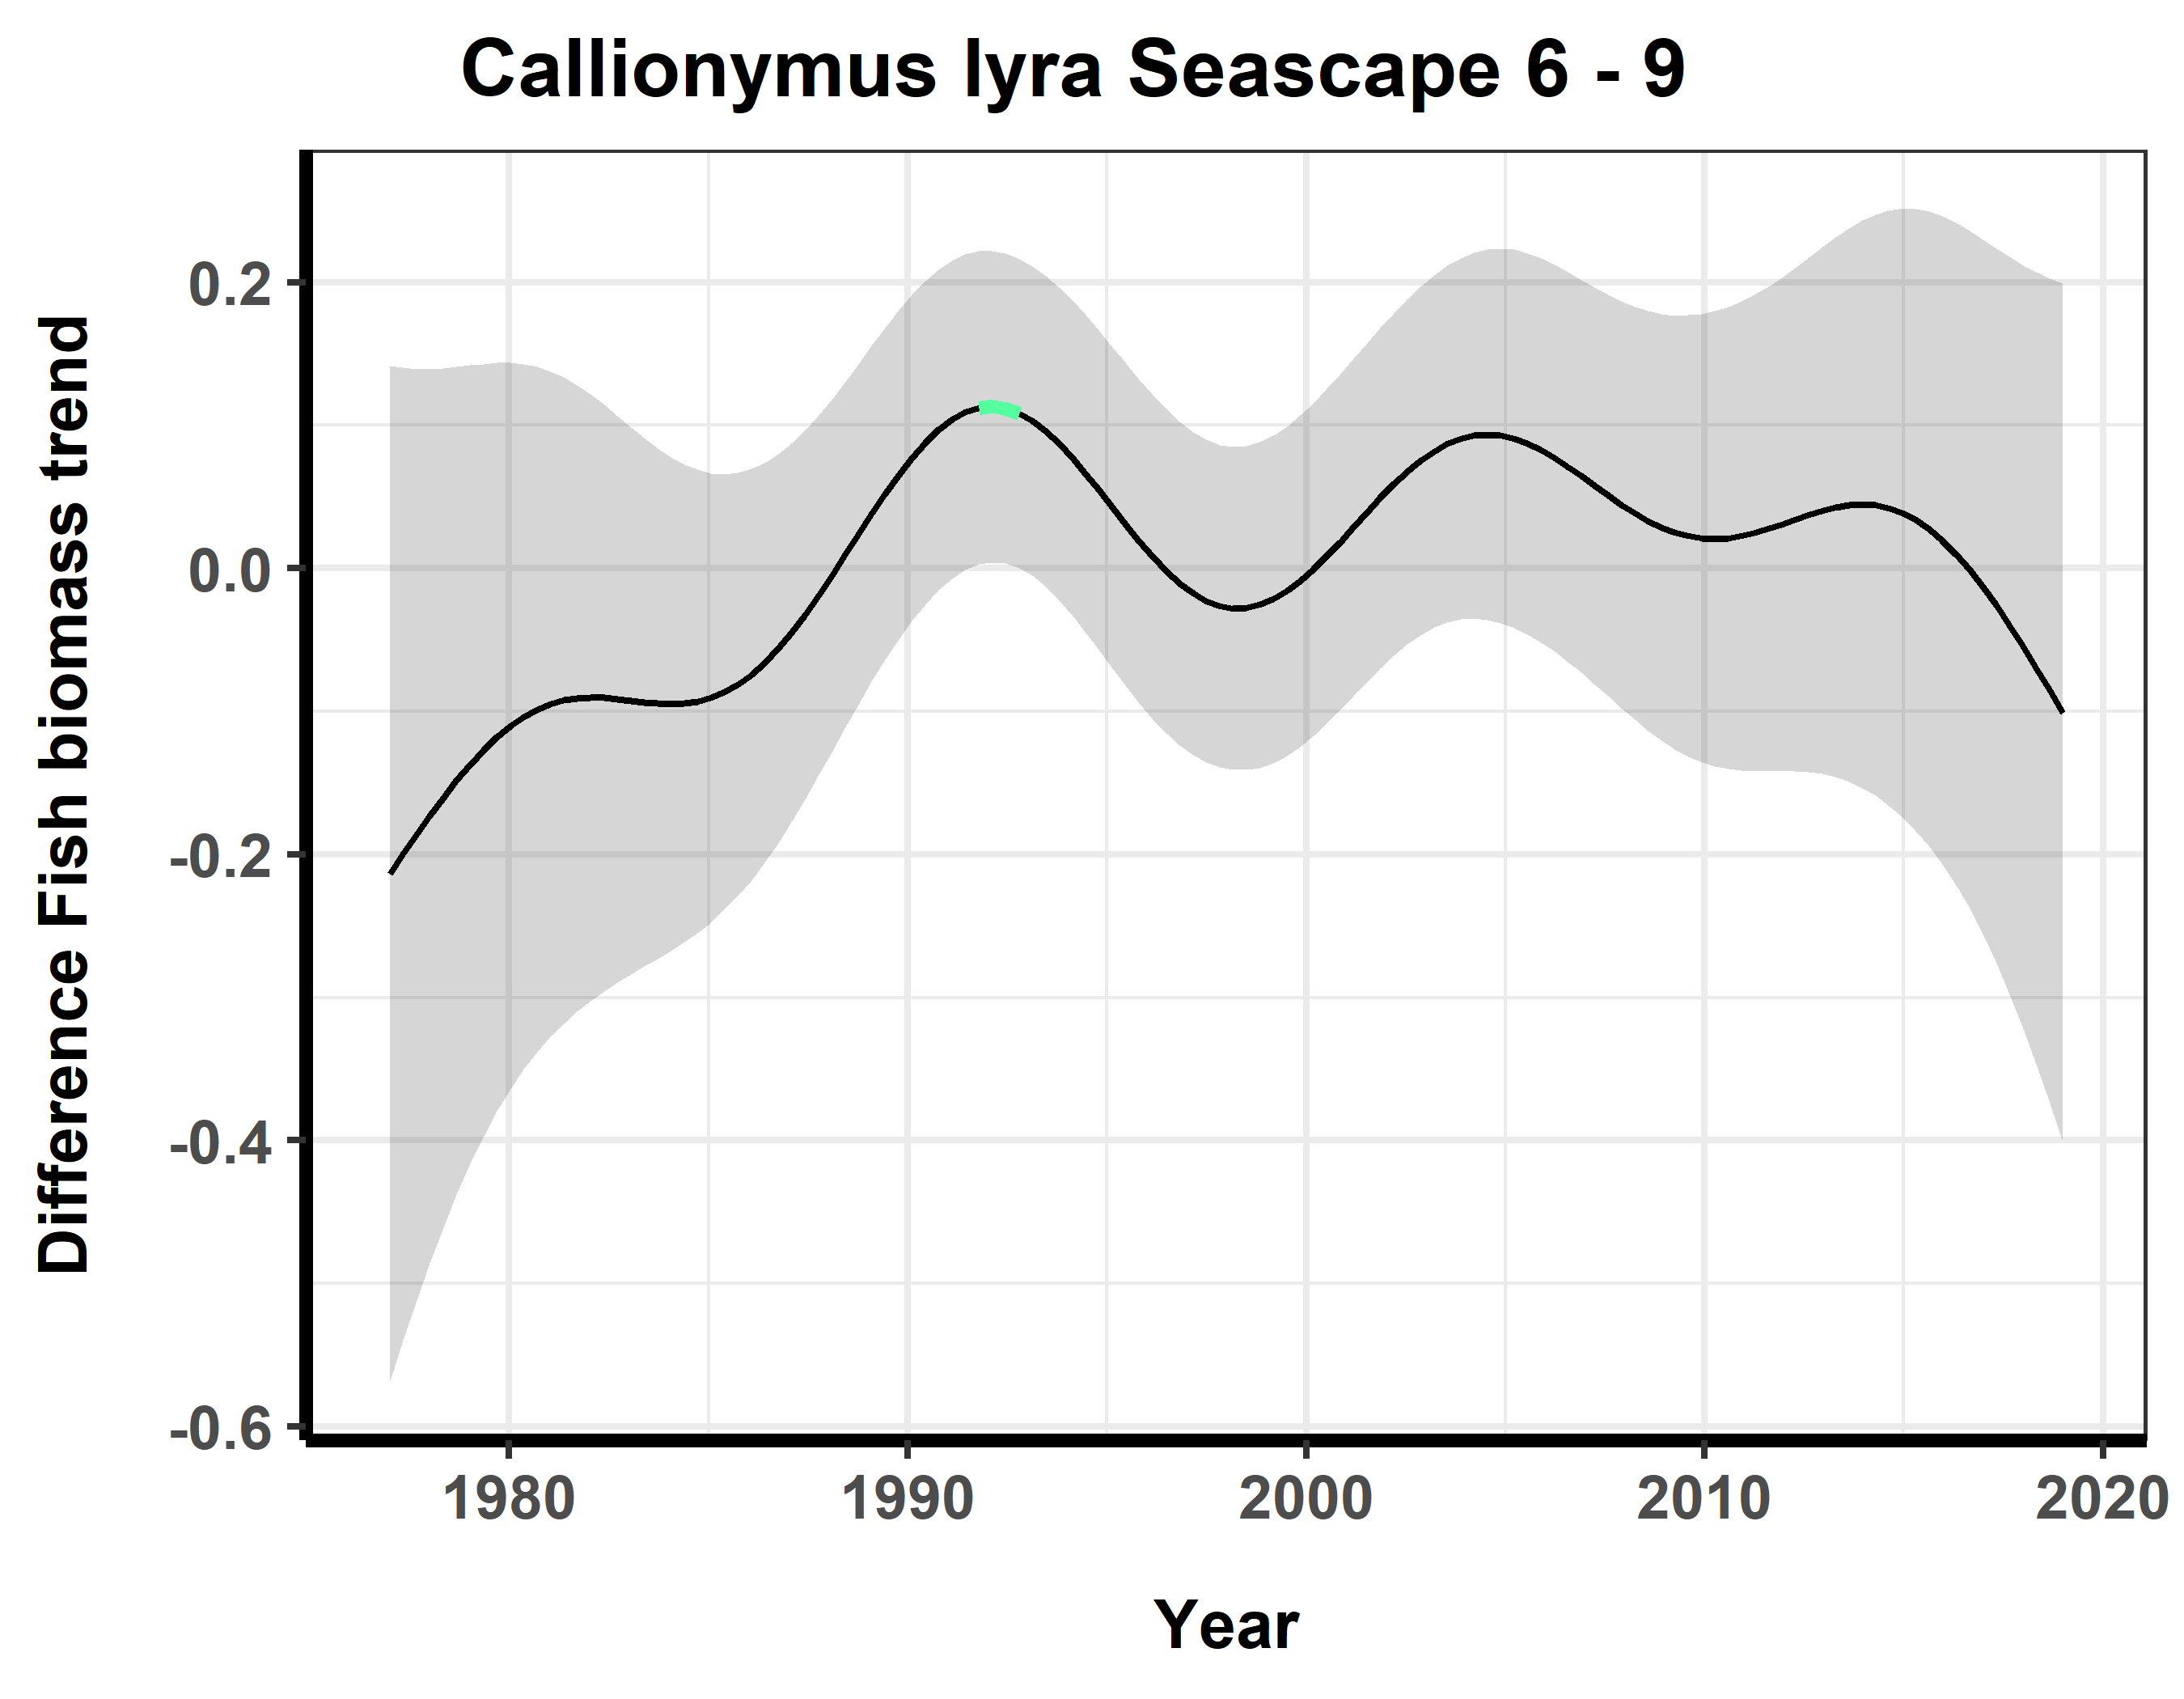 Callionymus lyra Seascape 6 - 9
Difference Fish biomass trend
0.2
0.0
-0.2
-0.4
-0.6
1980 1990 2000 2010 2020
Year